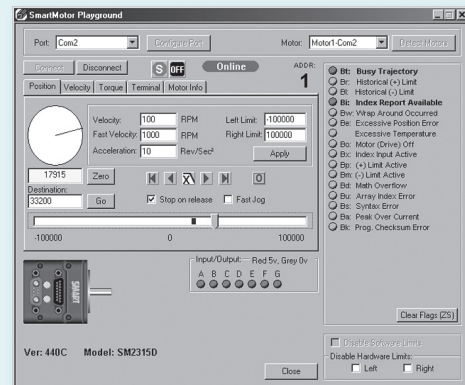 SmartMotor Playground
Port: Com2 Configure Port Motor: Motor1-Com2 Detect Motors
Connect Disconnect S OFF Online ADDR: 1
Position Velocity Torque Terminal Motor Info
Velocity: 100 RPM Left Limit: -100000
Fast Velocity: 1000 RPM Right Limit: 100000
Acceleration: 10 Rev/Sec² Apply
17915 Zero
Destination:
33200 Go Stop on release Fast Jog
-100000 0 100000
Input/Output: Red 5v, Grey 0v
A B C D E F G
SMART
Ver: 440C Model: SM2315D
Close
Bt: Busy Trajectory
Br: Historical (+) Limit
Bl: Historical (-) Limit
Bi: Index Report Available
Bw: Wrap Around Occurred
Be: Excessive Position Error
Excessive Temperature
Bo: Motor (Drive) Off
Bx: Index Input Active
Bp: (+) Limit Active
Bm: (-) Limit Active
Bd: Math Overflow
Bu: Array Index Error
Bs: Syntax Error
Ba: Peak Over Current
Bk: Prog. Checksum Error
Clear Flags (ZS)
Disable Software Limits
Disable Hardware Limits:
Left Right